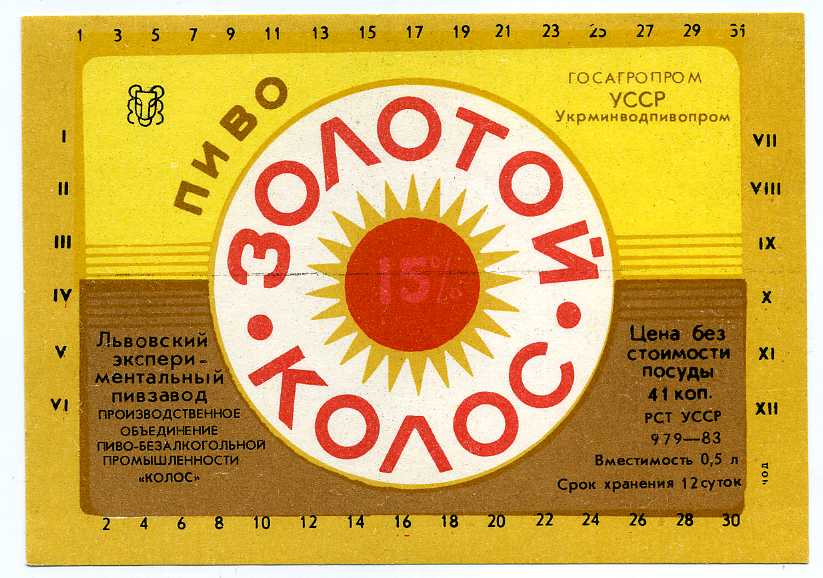 1 3 5 7 9 11 13 15 17 19 21 23 25 27 29 31
ПИВО
ЗОЛОТОЙ
• КОЛОС •
15%
ГОСАГРОПРОМ
УССР
Укрминводпивопром
I
II
III
IV
V
VI
VII
VIII
IX
X
XI
XII
Львовский
экспери-
ментальный
пивзавод
ПРОИЗВОДСТВЕННОЕ
ОБЪЕДИНЕНИЕ
ПИВО-БЕЗАЛКОГОЛЬНОЙ
ПРОМЫШЛЕННОСТИ
«КОЛОС»
Цена без
стоимости
посуды
41 коп.
РСТ УССР
979—83
Вместимость 0,5 л
Срок хранения 12 суток
ЧОД
2 4 6 8 10 12 14 16 18 19 20 22 24 26 28 30